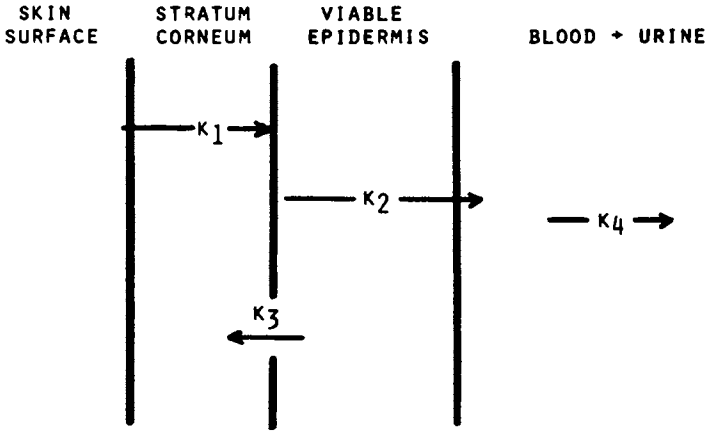 SKIN SURFACE
STRATUM CORNEUM
VIABLE EPIDERMIS
BLOOD → URINE
K1
K2
K4
K3